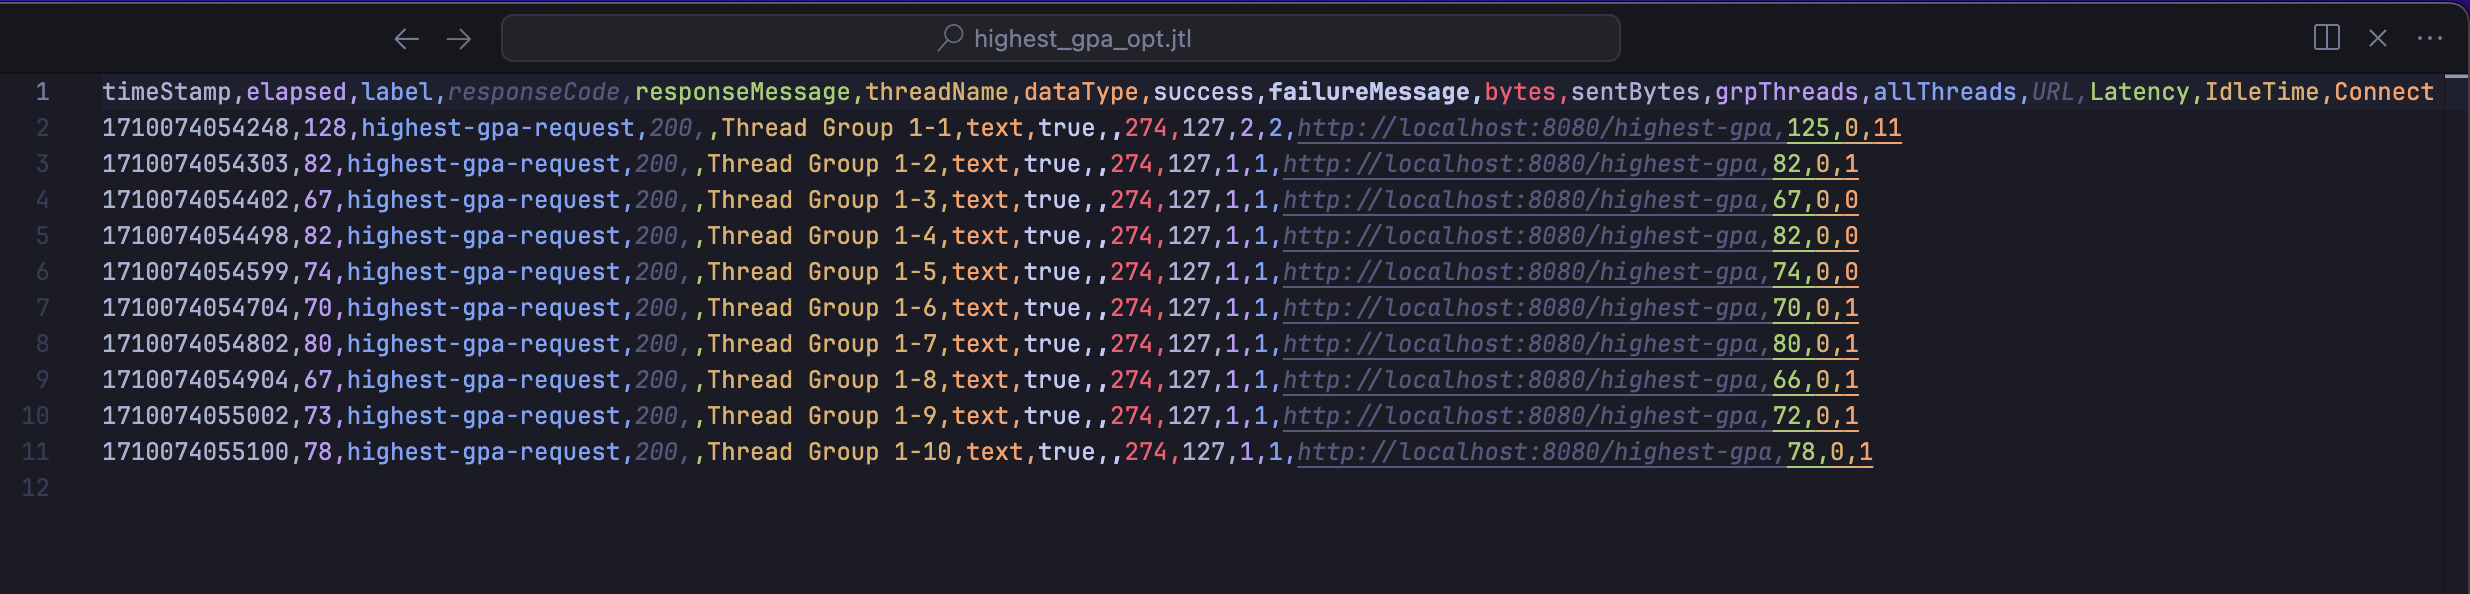 highest_gpa_opt.jtl
1 timeStamp,elapsed,label,responseCode,responseMessage,threadName,dataType,success,failureMessage,bytes,sentBytes,grpThreads,allThreads,URL,Latency,IdleTime,Connect
2 1710074054248,128,highest-gpa-request,200,,Thread Group 1-1,text,true,,274,127,2,2,http://localhost:8080/highest-gpa,125,0,11
3 1710074054303,82,highest-gpa-request,200,,Thread Group 1-2,text,true,,274,127,1,1,http://localhost:8080/highest-gpa,82,0,1
4 1710074054402,67,highest-gpa-request,200,,Thread Group 1-3,text,true,,274,127,1,1,http://localhost:8080/highest-gpa,67,0,0
5 1710074054498,82,highest-gpa-request,200,,Thread Group 1-4,text,true,,274,127,1,1,http://localhost:8080/highest-gpa,82,0,0
6 1710074054599,74,highest-gpa-request,200,,Thread Group 1-5,text,true,,274,127,1,1,http://localhost:8080/highest-gpa,74,0,0
7 1710074054704,70,highest-gpa-request,200,,Thread Group 1-6,text,true,,274,127,1,1,http://localhost:8080/highest-gpa,70,0,1
8 1710074054802,80,highest-gpa-request,200,,Thread Group 1-7,text,true,,274,127,1,1,http://localhost:8080/highest-gpa,80,0,1
9 1710074054904,67,highest-gpa-request,200,,Thread Group 1-8,text,true,,274,127,1,1,http://localhost:8080/highest-gpa,66,0,1
10 1710074055002,73,highest-gpa-request,200,,Thread Group 1-9,text,true,,274,127,1,1,http://localhost:8080/highest-gpa,72,0,1
11 1710074055100,78,highest-gpa-request,200,,Thread Group 1-10,text,true,,274,127,1,1,http://localhost:8080/highest-gpa,78,0,1
12